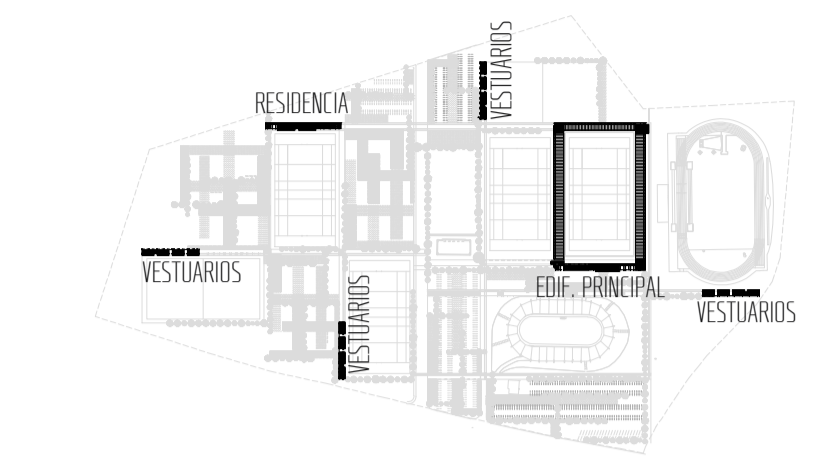 VESTUARIOS
RESIDENCIA
VESTUARIOS
VESTUARIOS
EDIF. PRINCIPAL
VESTUARIOS